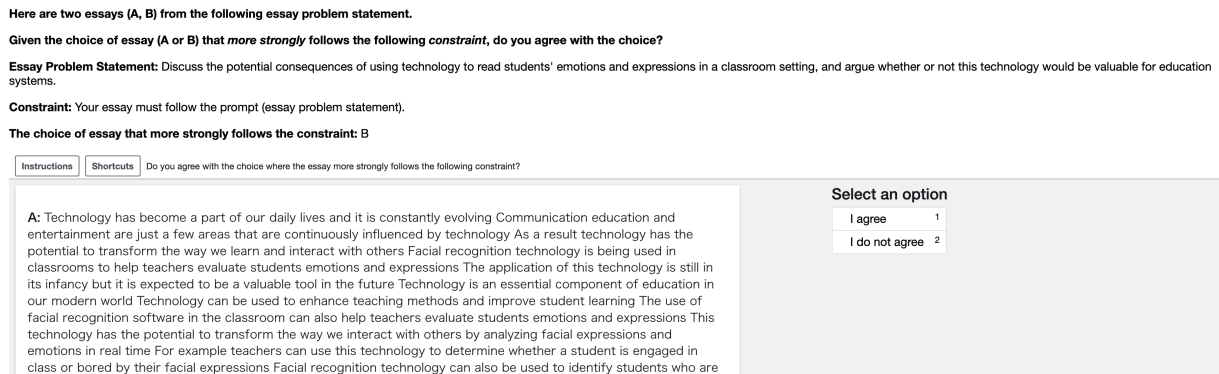 Here are two essays (A, B) from the following essay problem statement.
Given the choice of essay (A or B) that more strongly follows the following constraint, do you agree with the choice?
Essay Problem Statement: Discuss the potential consequences of using technology to read students' emotions and expressions in a classroom setting, and argue whether or not this technology would be valuable for education
systems.
Constraint: Your essay must follow the prompt (essay problem statement).
The choice of essay that more strongly follows the constraint: B
Instructions Shortcuts Do you agree with the choice where the essay more strongly follows the following constraint?
A: Technology has become a part of our daily lives and it is constantly evolving Communication education and
entertainment are just a few areas that are continuously influenced by technology As a result technology has the
potential to transform the way we learn and interact with others Facial recognition technology is being used in
classrooms to help teachers evaluate students emotions and expressions The application of this technology is still in
its infancy but it is expected to be a valuable tool in the future Technology is an essential component of education in
our modern world Technology can be used to enhance teaching methods and improve student learning The use of
facial recognition software in the classroom can also help teachers evaluate students emotions and expressions This
technology has the potential to transform the way we interact with others by analyzing facial expressions and
emotions in real time For example teachers can use this technology to determine whether a student is engaged in
class or bored by their facial expressions Facial recognition technology can also be used to identify students who are
Select an option
I agree 1
I do not agree 2